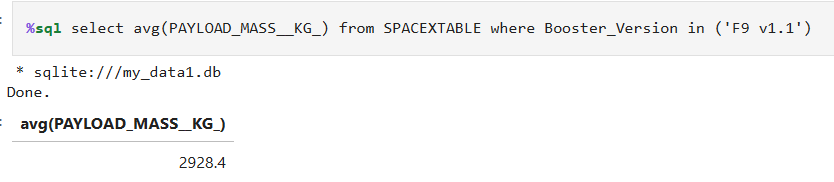 %sql select avg(PAYLOAD_MASS__KG_) from SPACEXTABLE where Booster_Version in ('F9 v1.1')
* sqlite:///my_data1.db
Done.
avg(PAYLOAD_MASS__KG_)
2928.4